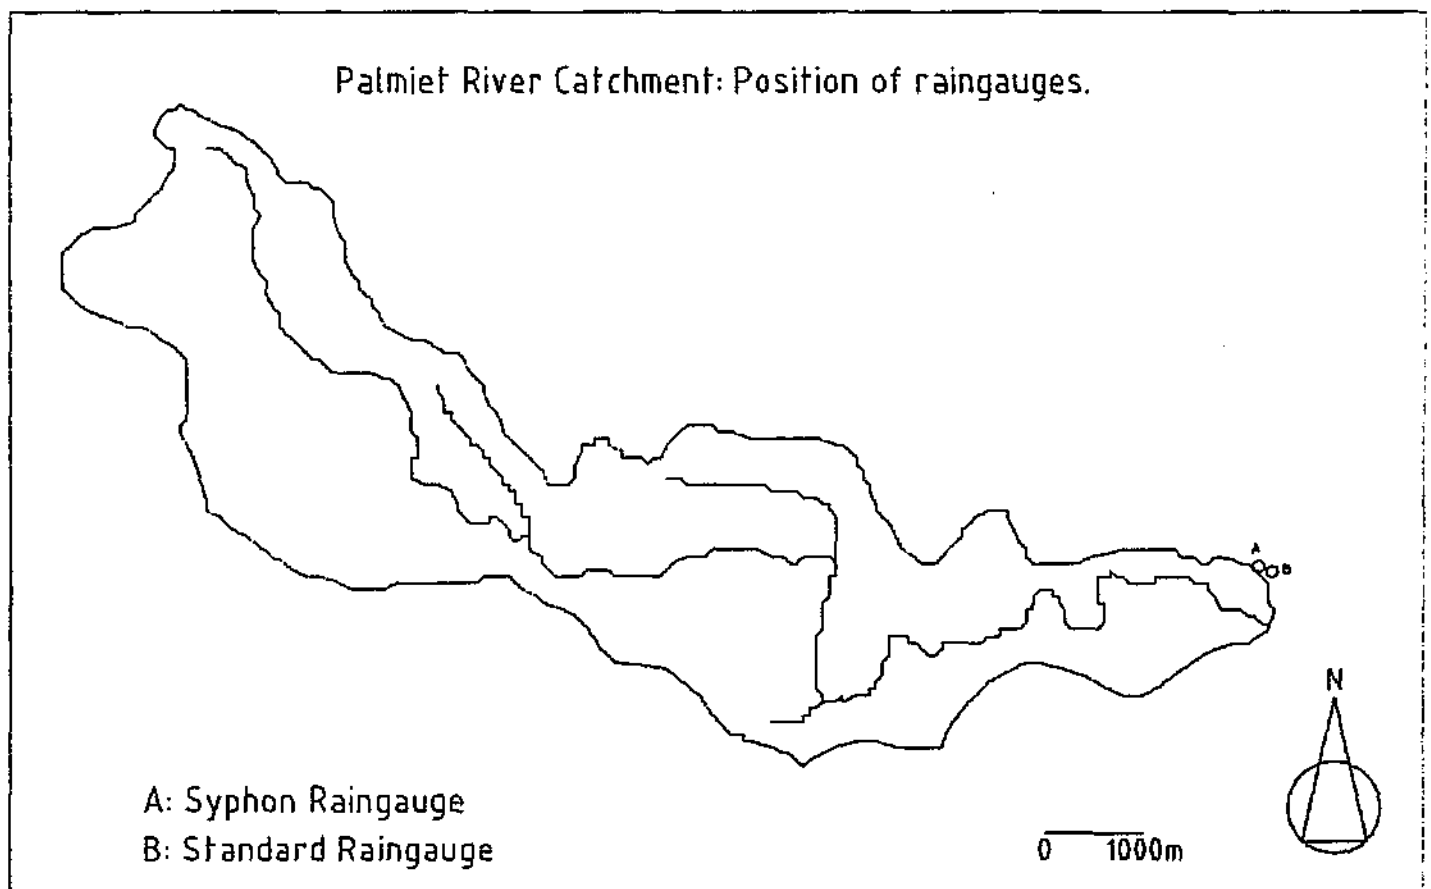 Palmiet River Catchment: Position of raingauges.
A
B
N
A: Syphon Raingauge
B: Standard Raingauge
0 1000m